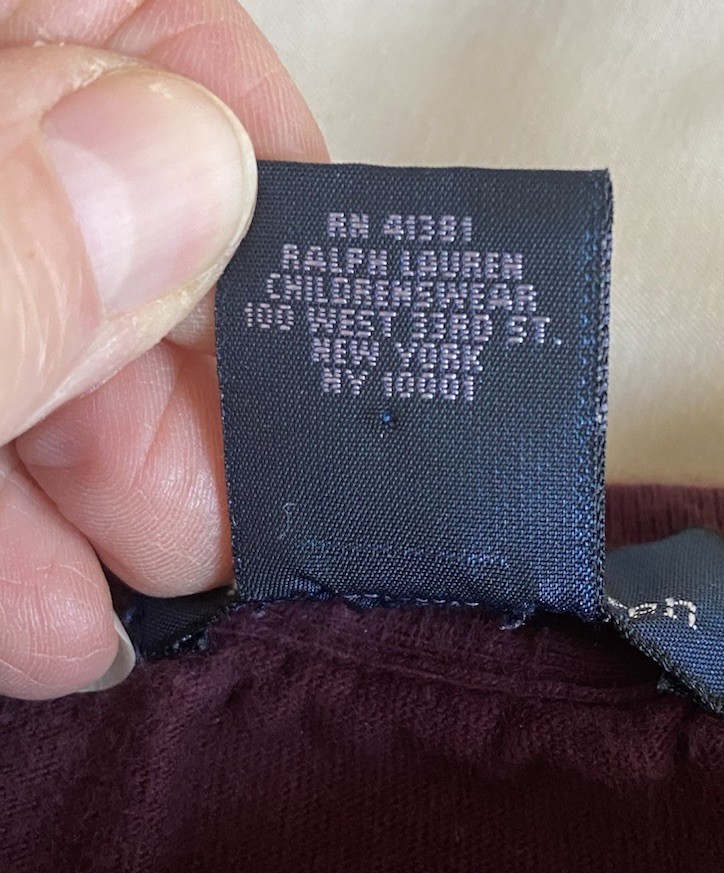 RN 41381
RALPH LAUREN
CHILDRENSWEAR
100 WEST 33RD ST.
NEW YORK
NY 10001